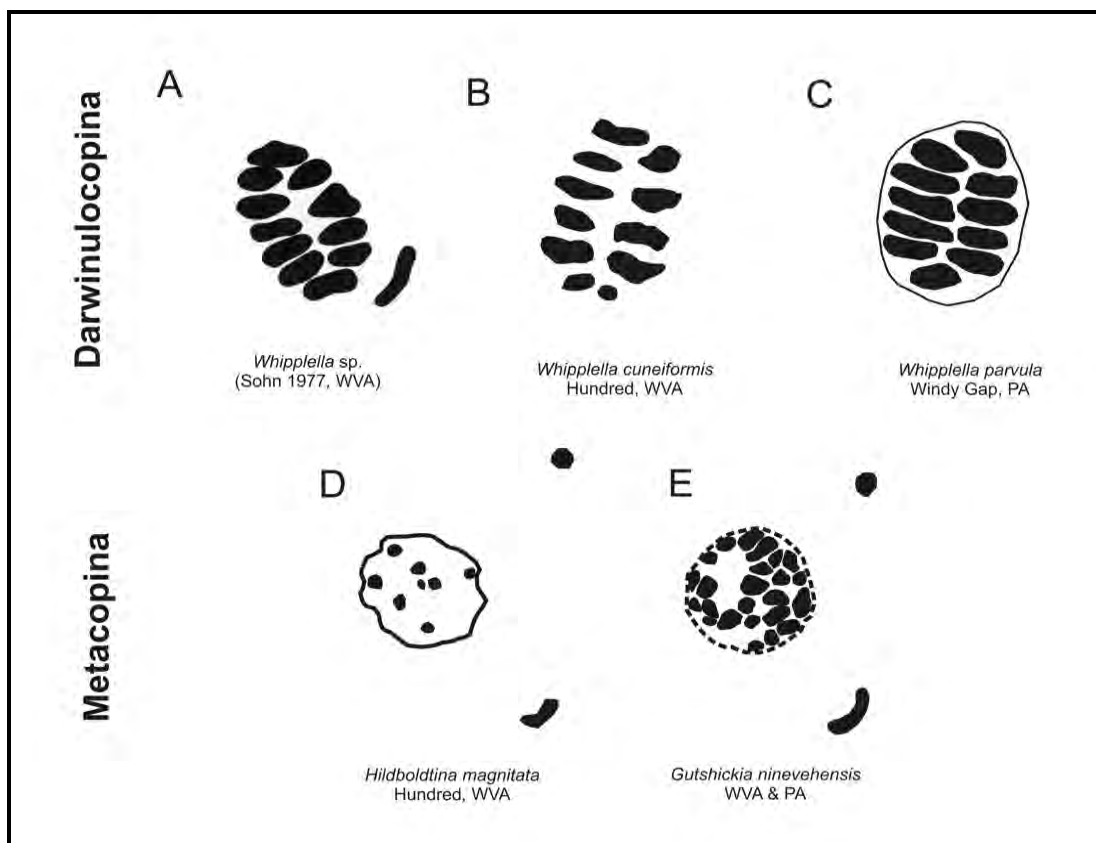 Darwinulocopina
A
B
C
Whipplella sp.
(Sohn 1977, WVA)
Whipplella cuneiformis
Hundred, WVA
Whipplella parvula
Windy Gap, PA
Metacopina
D
E
Hildboldtina magnitata
Hundred, WVA
Gutshickia ninevehensis
WVA & PA